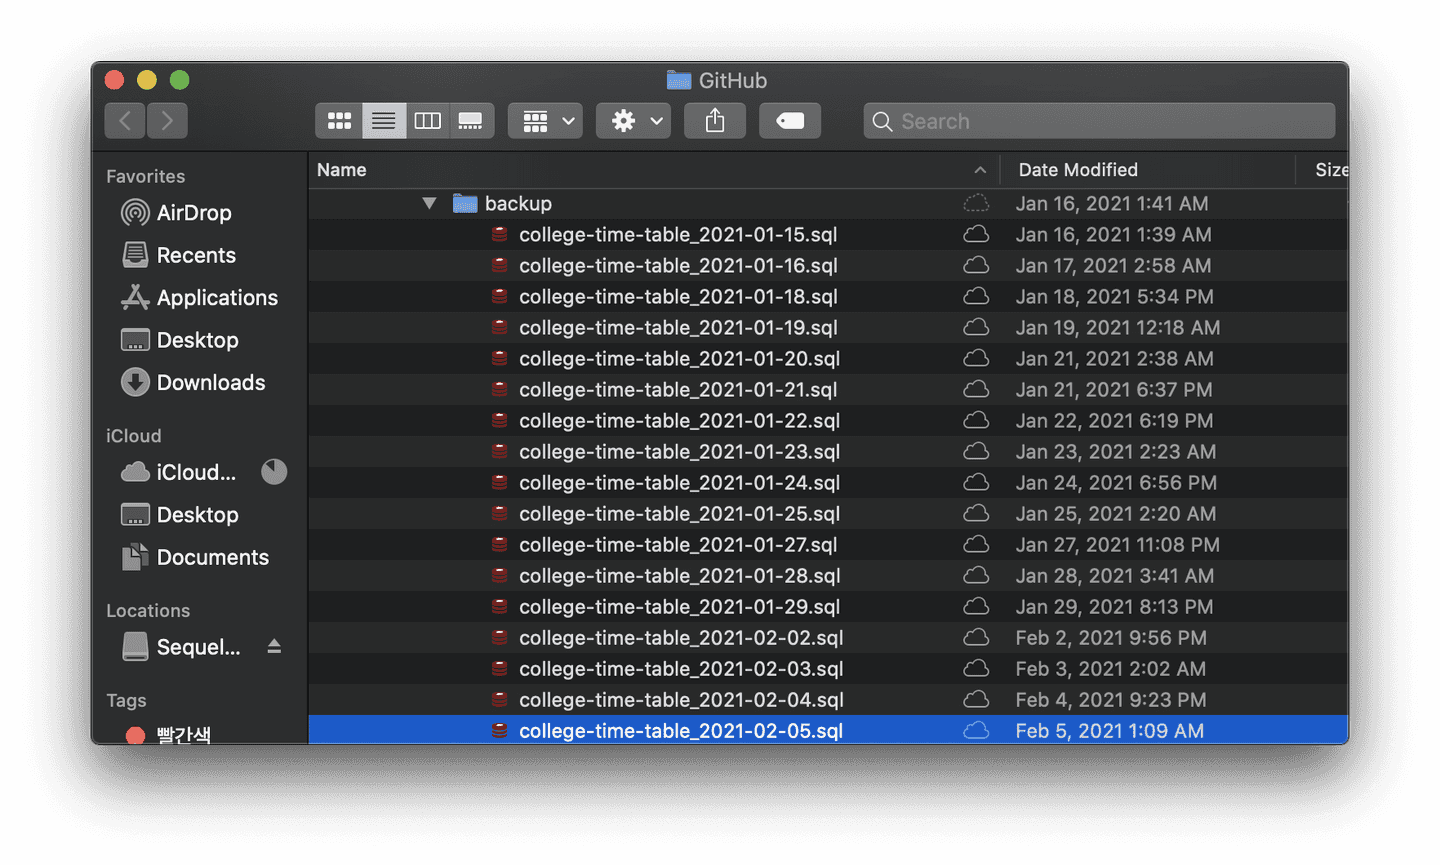 GitHub
Search
Favorites
AirDrop
Recents
Applications
Desktop
Downloads
iCloud
iCloud...
Desktop
Documents
Locations
Sequel...
Tags
빨간색
Name Date Modified Size
backup Jan 16, 2021 1:41 AM
college-time-table_2021-01-15.sql Jan 16, 2021 1:39 AM
college-time-table_2021-01-16.sql Jan 17, 2021 2:58 AM
college-time-table_2021-01-18.sql Jan 18, 2021 5:34 PM
college-time-table_2021-01-19.sql Jan 19, 2021 12:18 AM
college-time-table_2021-01-20.sql Jan 21, 2021 2:38 AM
college-time-table_2021-01-21.sql Jan 21, 2021 6:37 PM
college-time-table_2021-01-22.sql Jan 22, 2021 6:19 PM
college-time-table_2021-01-23.sql Jan 23, 2021 2:23 AM
college-time-table_2021-01-24.sql Jan 24, 2021 6:56 PM
college-time-table_2021-01-25.sql Jan 25, 2021 2:20 AM
college-time-table_2021-01-27.sql Jan 27, 2021 11:08 PM
college-time-table_2021-01-28.sql Jan 28, 2021 3:41 AM
college-time-table_2021-01-29.sql Jan 29, 2021 8:13 PM
college-time-table_2021-02-02.sql Feb 2, 2021 9:56 PM
college-time-table_2021-02-03.sql Feb 3, 2021 2:02 AM
college-time-table_2021-02-04.sql Feb 4, 2021 9:23 PM
college-time-table_2021-02-05.sql Feb 5, 2021 1:09 AM